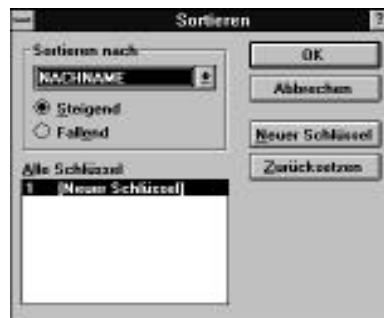 Sortieren
?
Sortieren nach
NACHNAME
Steigend
Fallend
Alle Schlüssel
1 [Neuer Schlüssel]
OK
Abbrechen
Neuer Schlüssel
Zurücksetzen